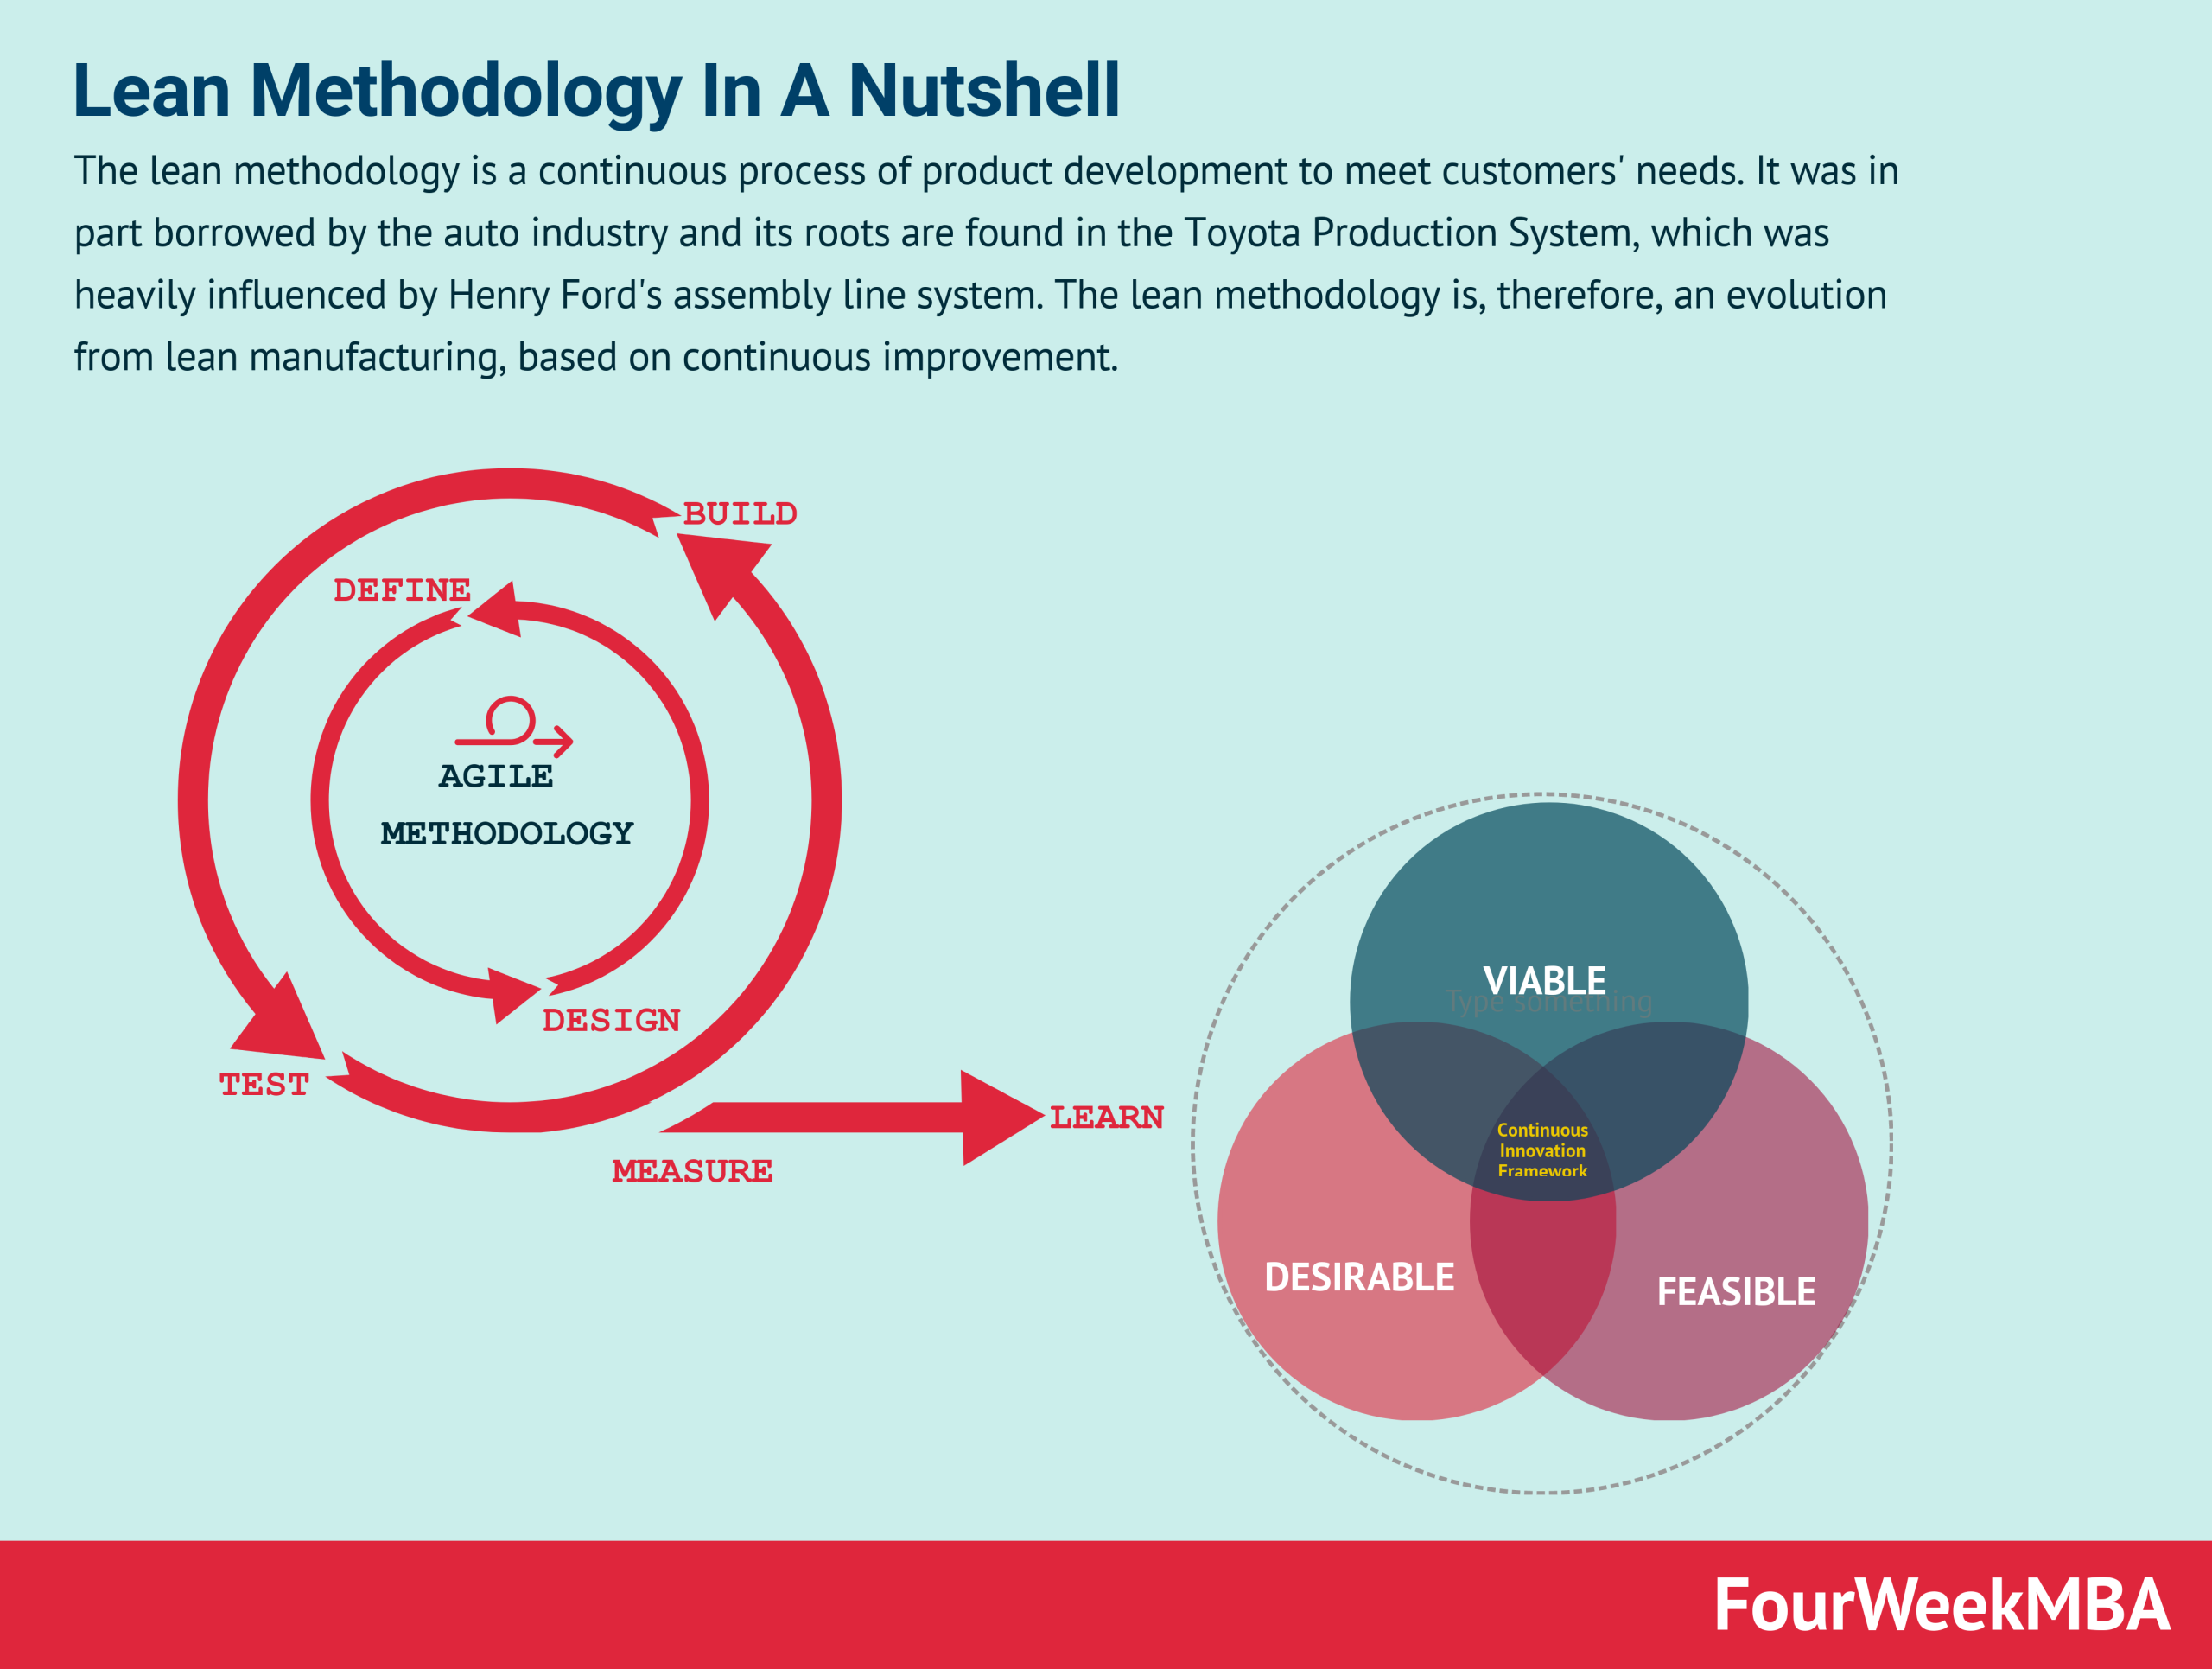 Lean Methodology In A Nutshell
The lean methodology is a continuous process of product development to meet customers' needs. It was in
part borrowed by the auto industry and its roots are found in the Toyota Production System, which was
heavily influenced by Henry Ford's assembly line system. The lean methodology is, therefore, an evolution
from lean manufacturing, based on continuous improvement.
BUILD
DEFINE
AGILE
METHODOLOGY
DESIGN
TEST
MEASURE
LEARN
VIABLE
Type something
Continuous
Innovation
Framework
DESIRABLE
FEASIBLE
FourWeekMBA